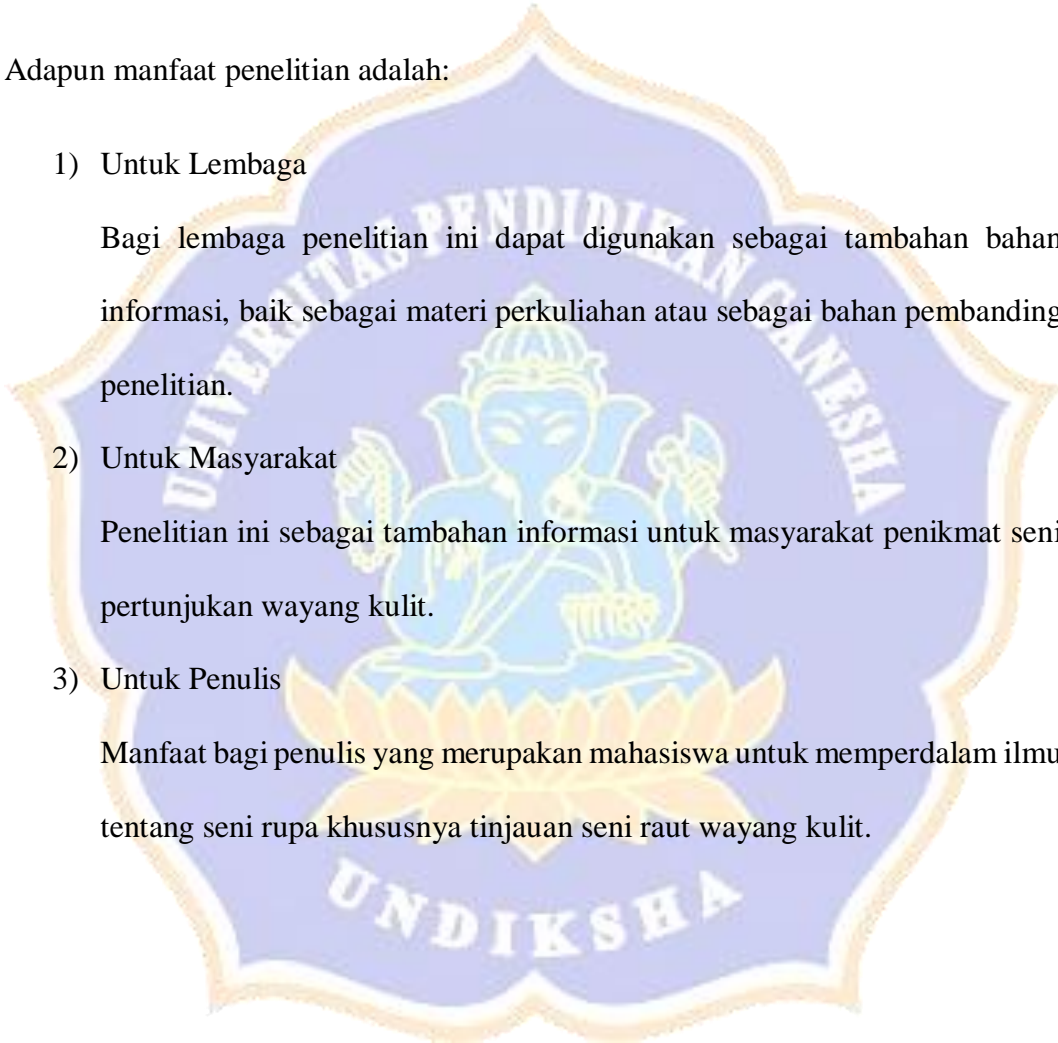 Adapun manfaat penelitian adalah:
1) Untuk Lembaga
Bagi lembaga penelitian ini dapat digunakan sebagai tambahan bahan
informasi, baik sebagai materi perkuliahan atau sebagai bahan pembanding
penelitian.
2) Untuk Masyarakat
Penelitian ini sebagai tambahan informasi untuk masyarakat penikmat seni
pertunjukan wayang kulit.
3) Untuk Penulis
Manfaat bagi penulis yang merupakan mahasiswa untuk memperdalam ilmu
tentang seni rupa khususnya tinjauan seni raut wayang kulit.
UNIVERSITAS PENDIDIKAN GANESHA
UNDIKSHA